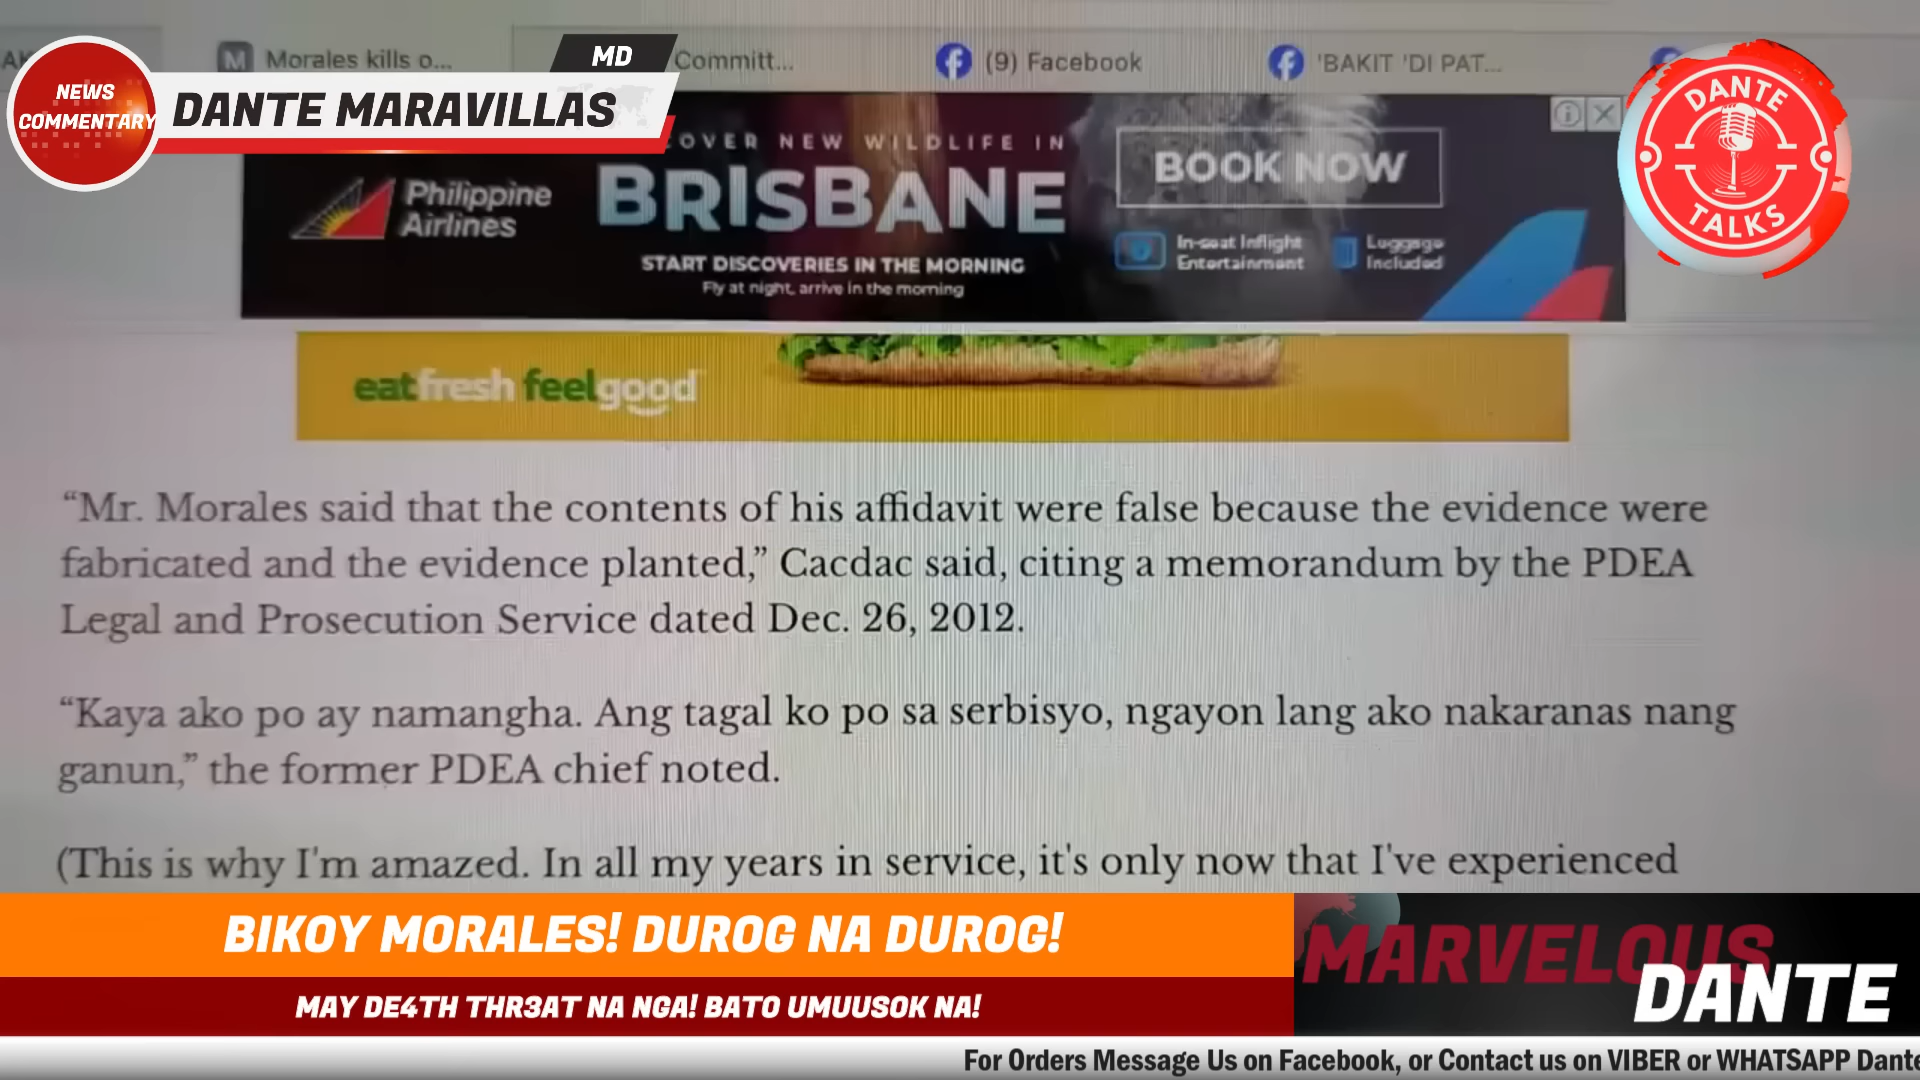 M Morales kills o...
Committ...
(9) Facebook
'BAKIT 'DI PAT...
NEWS
COMMENTARY
MD
DANTE MARAVILLAS
DANTE
TALKS
OVER NEW WILDLIFE IN
BRISBANE
START DISCOVERIES IN THE MORNING
Fly at night, arrive in the morning
Philippine
Airlines
BOOK NOW
In-seat Inflight
Entertainment
Luggage
Included
eatfresh feelgood
“Mr. Morales said that the contents of his affidavit were false because the evidence were
fabricated and the evidence planted,” Cacdac said, citing a memorandum by the PDEA
Legal and Prosecution Service dated Dec. 26, 2012.
“Kaya ako po ay namangha. Ang tagal ko po sa serbisyo, ngayon lang ako nakaranas nang
ganun,” the former PDEA chief noted.
(This is why I'm amazed. In all my years in service, it's only now that I've experienced
BIKOY MORALES! DUROG NA DUROG!
MAY DE4TH THR3AT NA NGA! BATO UMUUSOK NA!
MARVELOUS
DANTE
For Orders Message Us on Facebook, or Contact us on VIBER or WHATSAPP Dante